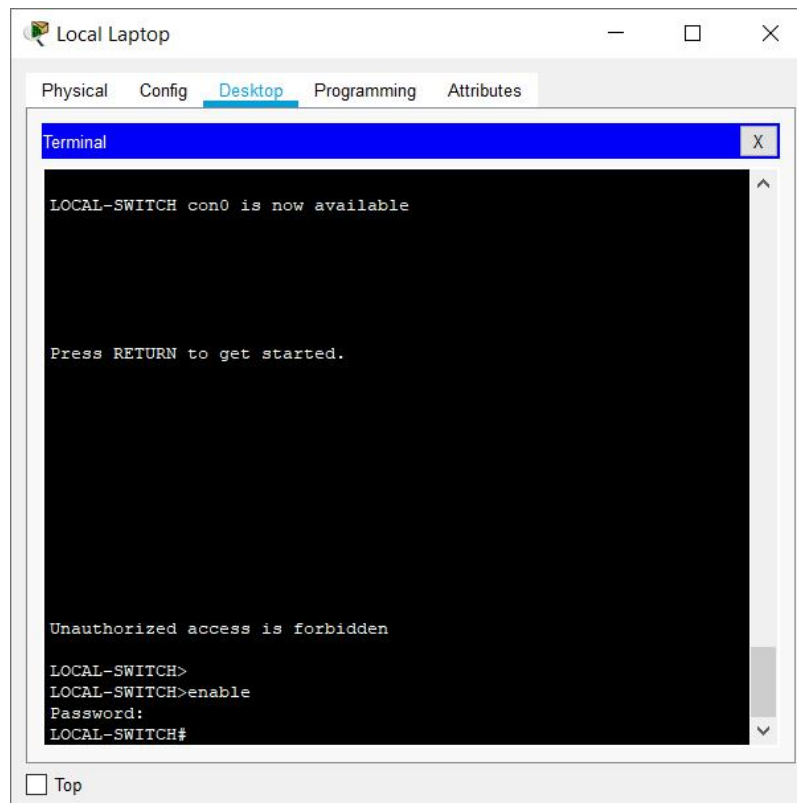 Local Laptop
Physical Config Desktop Programming Attributes
Terminal X
LOCAL-SWITCH con0 is now available
Press RETURN to get started.
Unauthorized access is forbidden
LOCAL-SWITCH>
LOCAL-SWITCH>enable
Password:
LOCAL-SWITCH#
Top